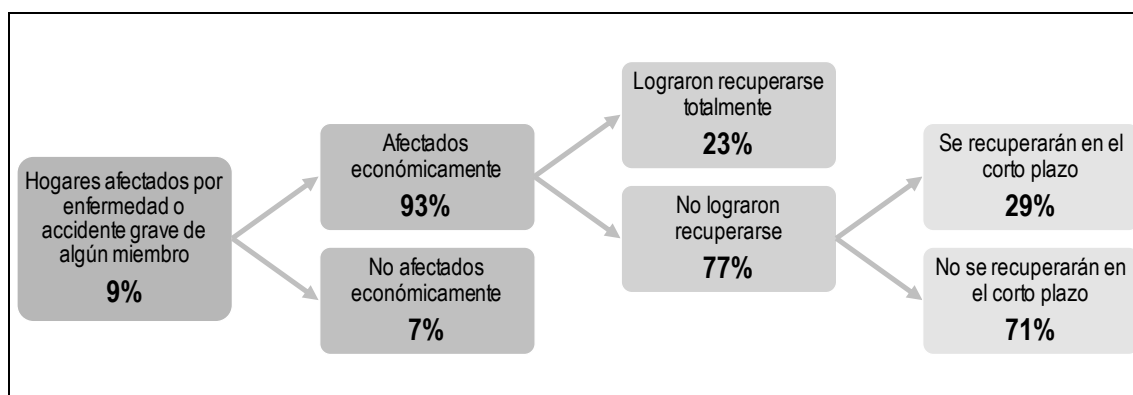 Hogares afectados por
enfermedad o
accidente grave de
algún miembro
9%
Afectados
económicamente
93%
No afectados
económicamente
7%
Lograron recuperarse
totalmente
23%
No lograron
recuperarse
77%
Se recuperarán en el
corto plazo
29%
No se recuperarán en
el corto plazo
71%